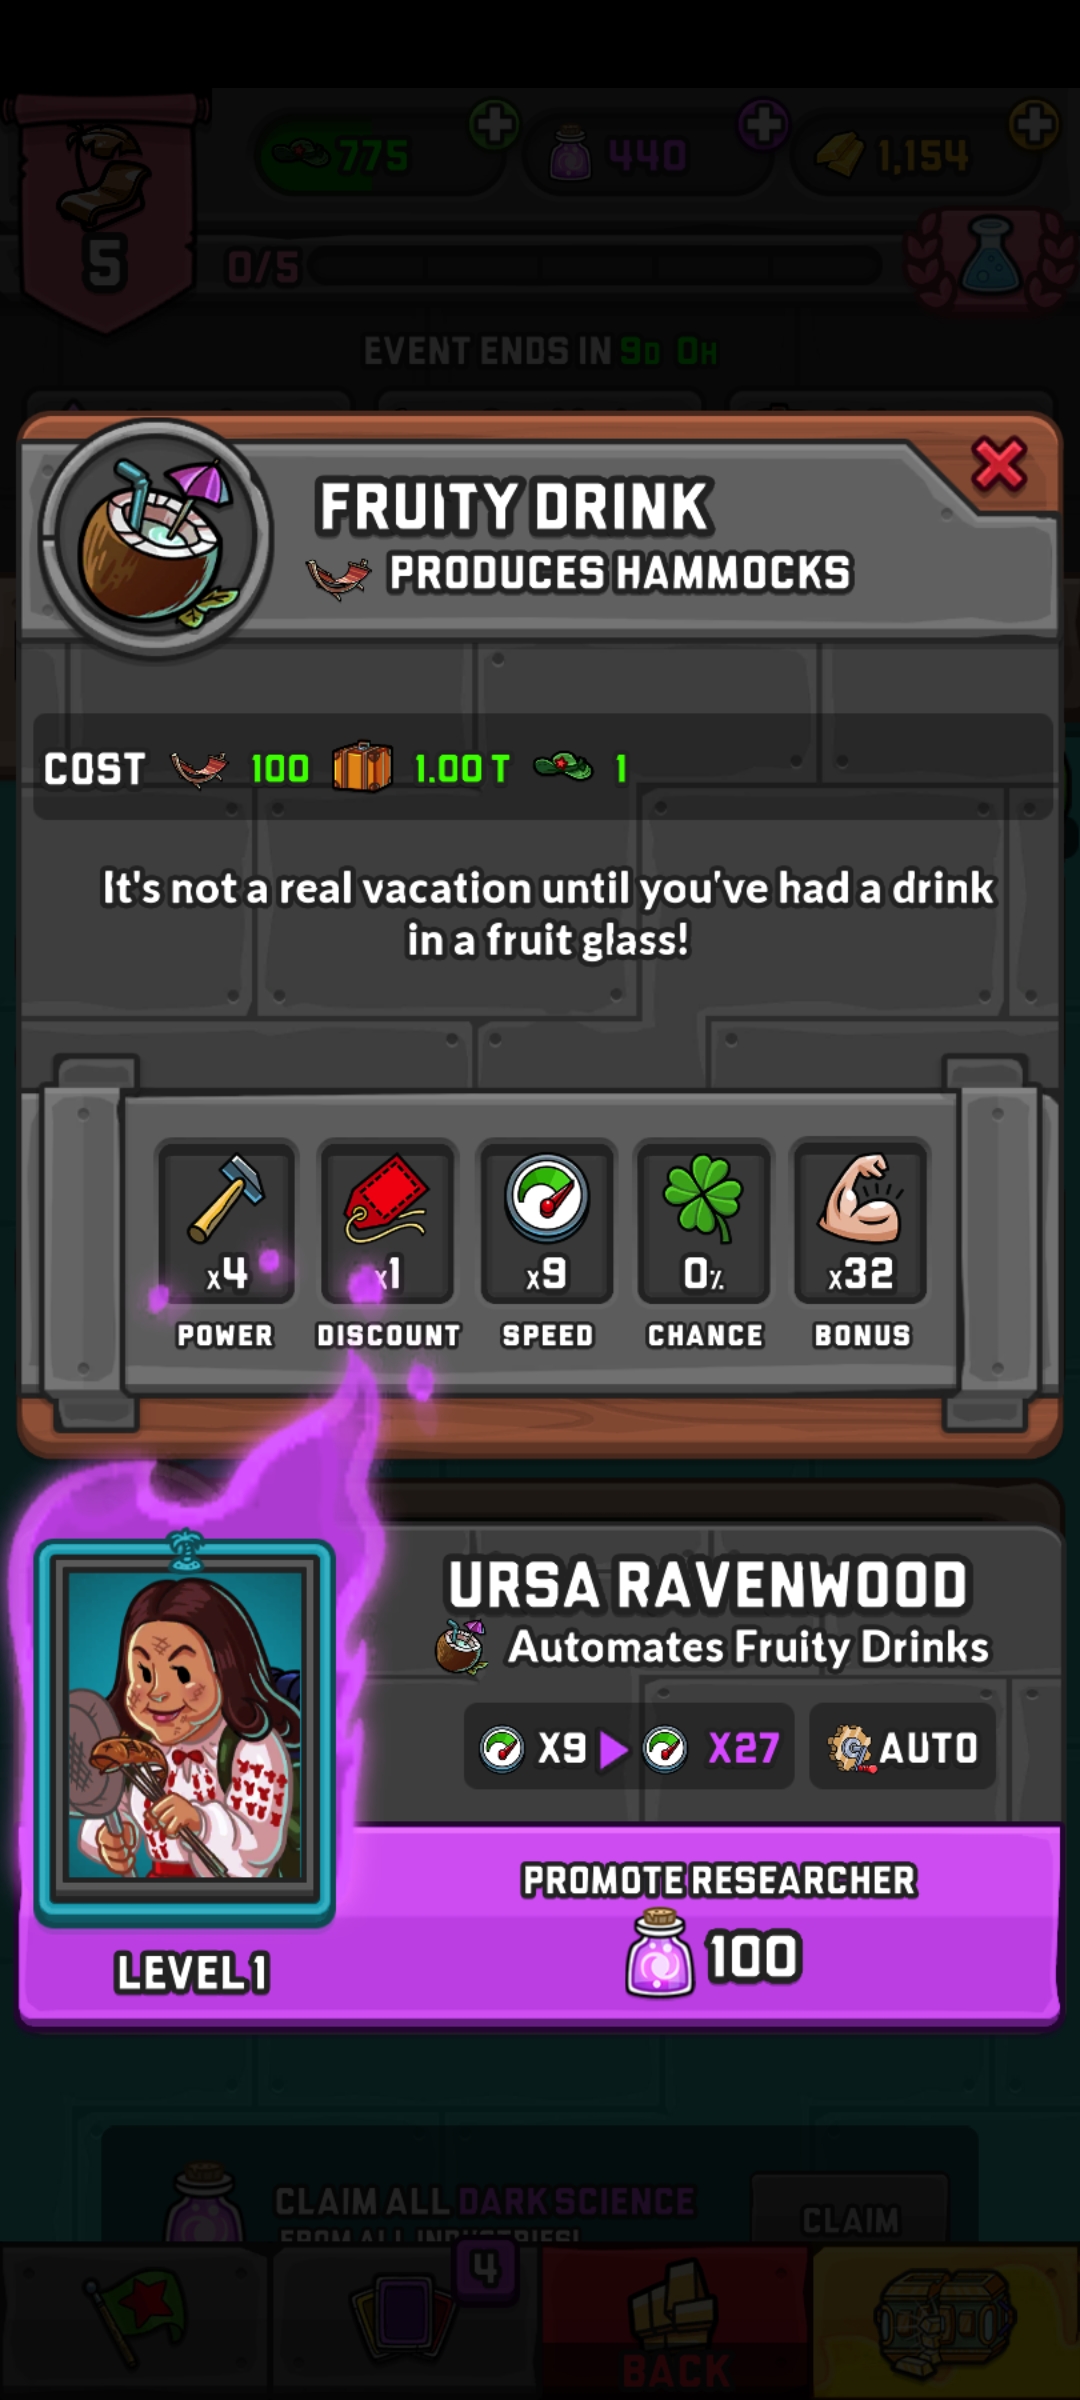 775
440
1,154
5
0/5
EVENT ENDS IN 9D 0H
FRUITY DRINK
PRODUCES HAMMOCKS
COST 100 1.00 T 1
It's not a real vacation until you've had a drink
in a fruit glass!
x4 x1 x9 0% x32
POWER DISCOUNT SPEED CHANCE BONUS
URSA RAVENWOOD
Automates Fruity Drinks
X9 X27 AUTO
PROMOTE RESEARCHER
100
LEVEL 1
CLAIM ALL DARK SCIENCE
FROM ALL INDUSTRIES!
CLAIM
4
BACK